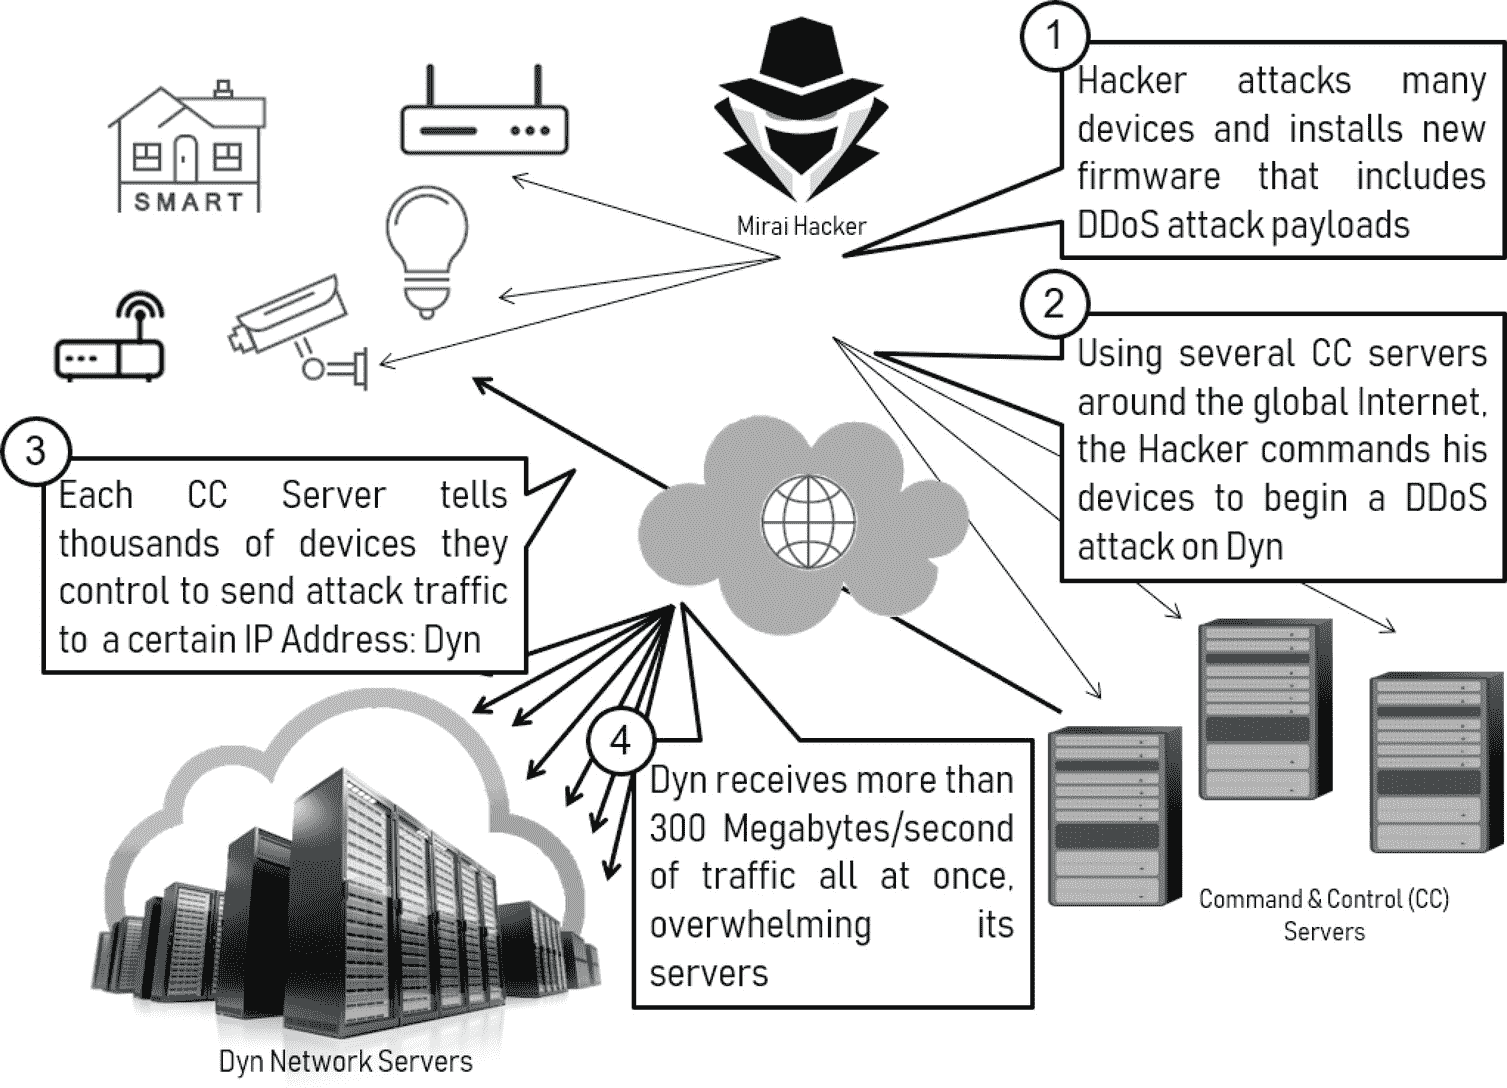 SMART
Mirai Hacker
1
Hacker attacks many
devices and installs new
firmware that includes
DDoS attack payloads
2
Using several CC servers
around the global Internet,
the Hacker commands his
devices to begin a DDoS
attack on Dyn
3
Each CC Server tells
thousands of devices they
control to send attack traffic
to a certain IP Address: Dyn
4
Dyn receives more than
300 Megabytes/second
of traffic all at once,
overwhelming its
servers
Command & Control (CC)
Servers
Dyn Network Servers